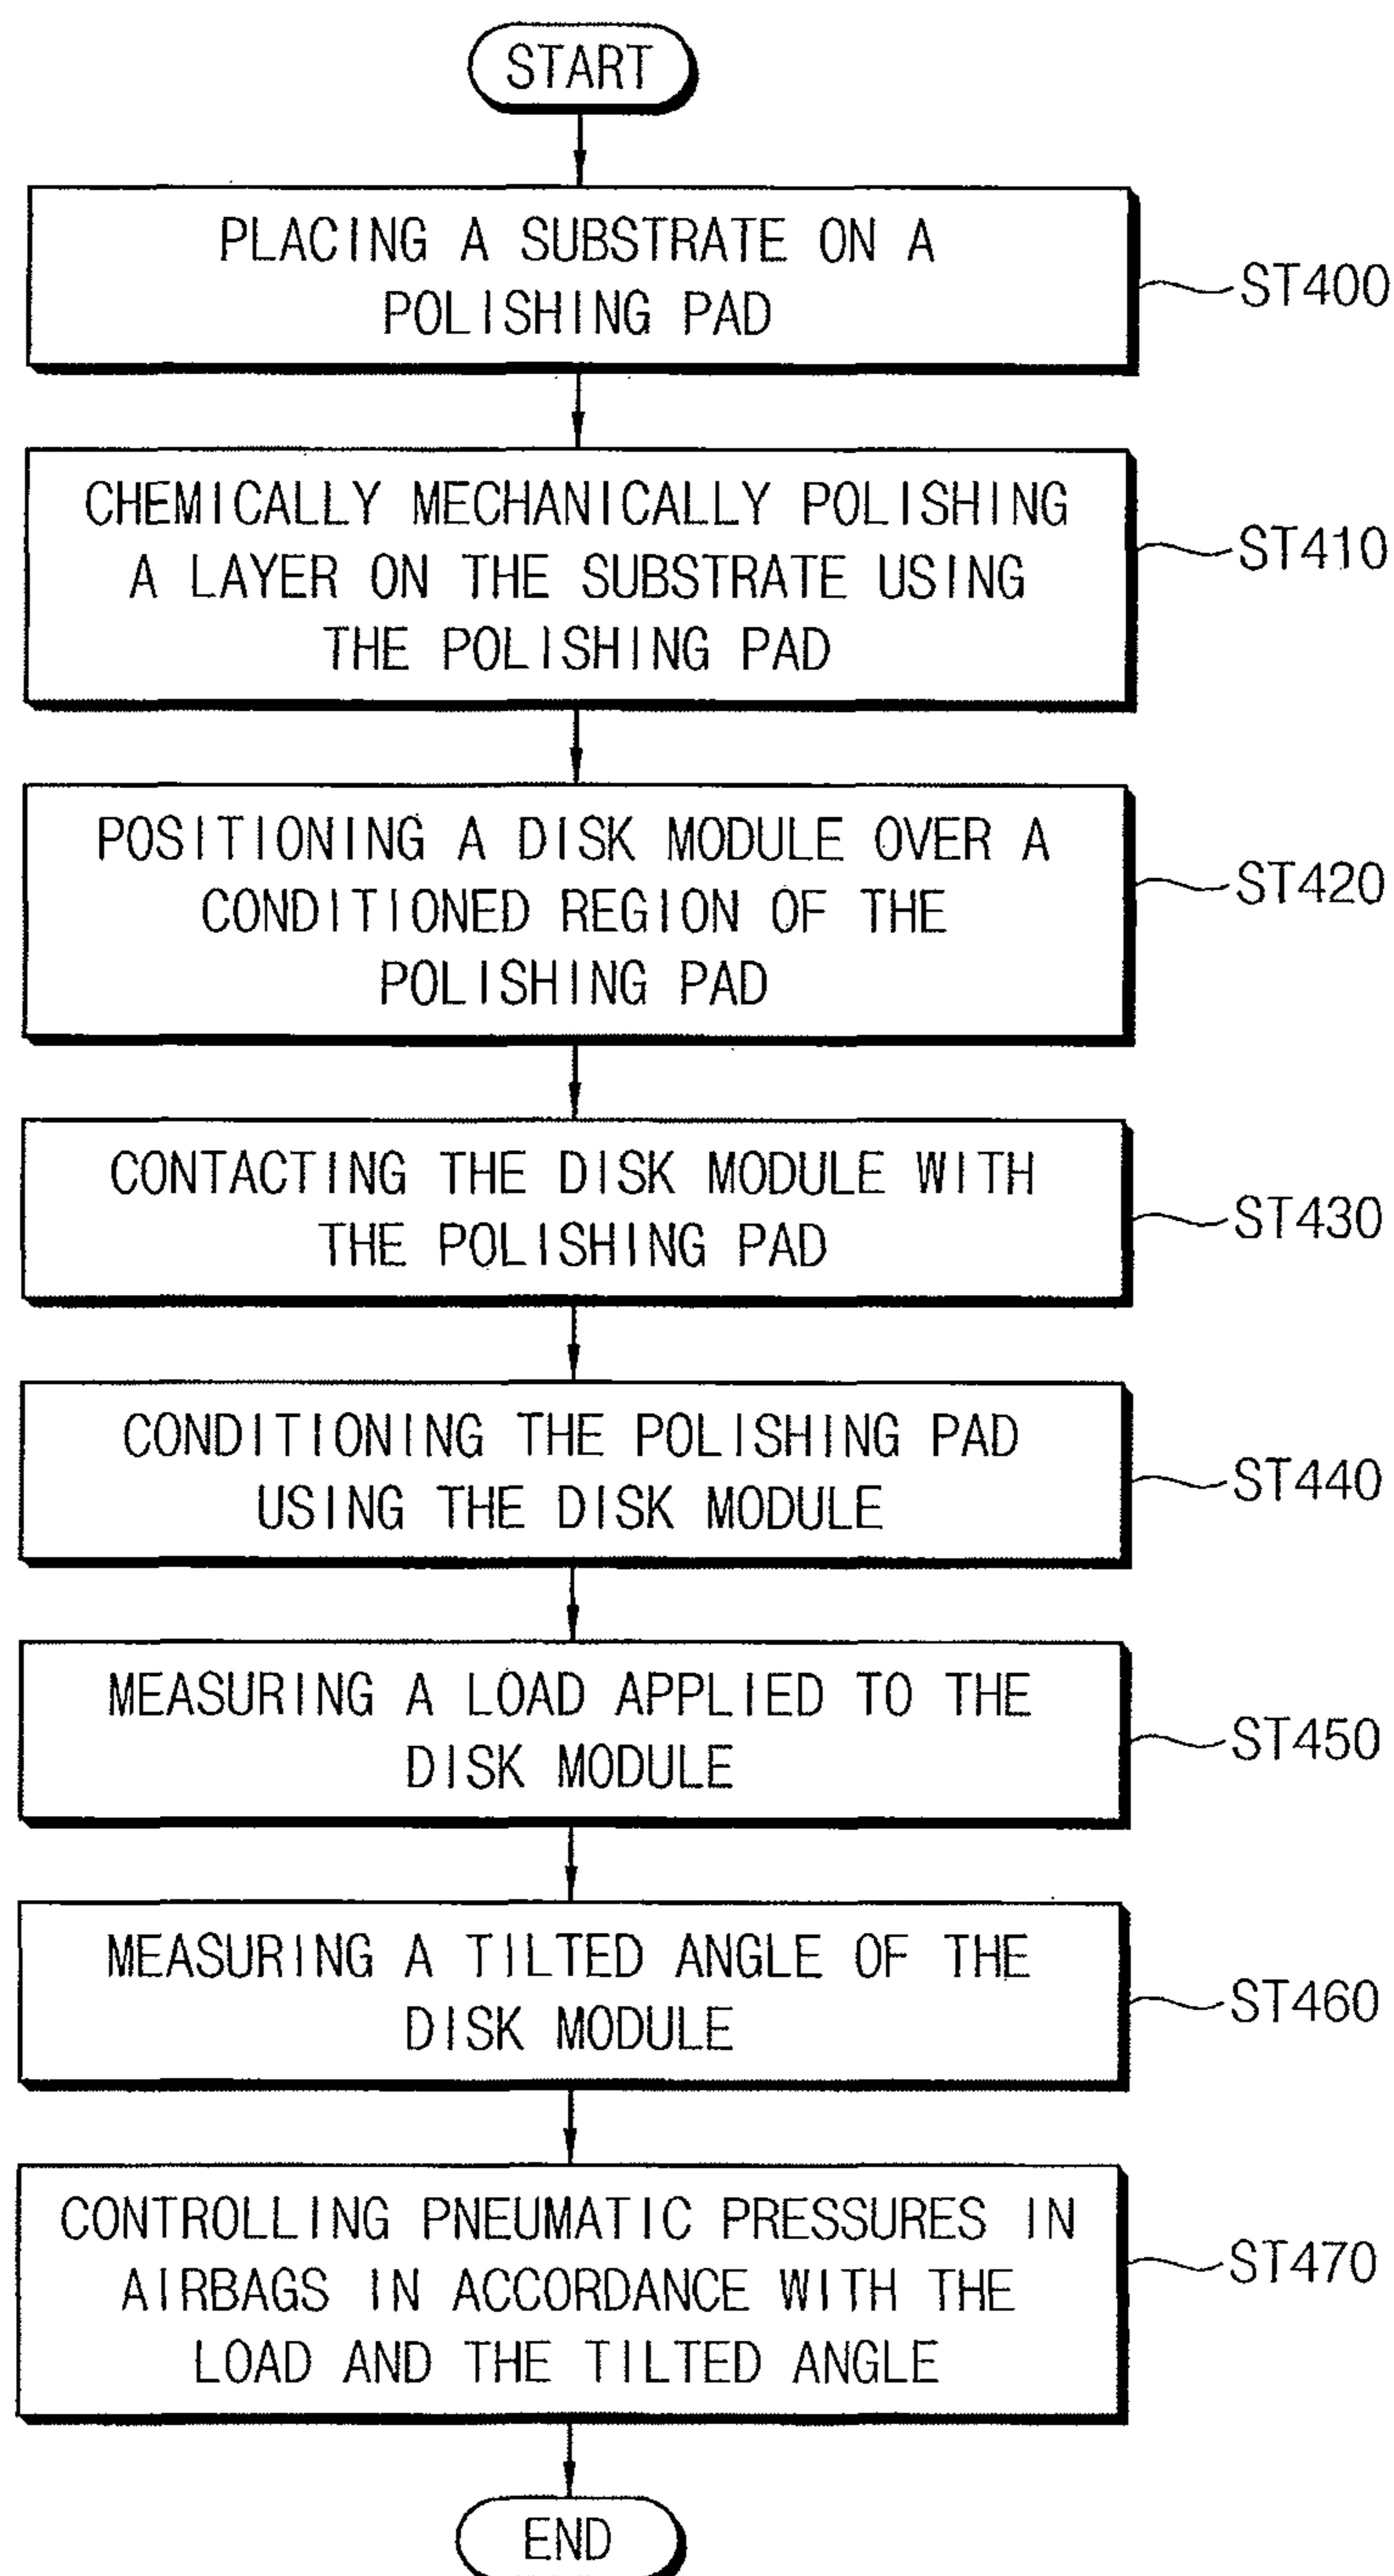 START
PLACING A SUBSTRATE ON A
POLISHING PAD
ST400
CHEMICALLY MECHANICALLY POLISHING
A LAYER ON THE SUBSTRATE USING
THE POLISHING PAD
ST410
POSITIONING A DISK MODULE OVER A
CONDITIONED REGION OF THE
POLISHING PAD
ST420
CONTACTING THE DISK MODULE WITH
THE POLISHING PAD
ST430
CONDITIONING THE POLISHING PAD
USING THE DISK MODULE
ST440
MEASURING A LOAD APPLIED TO THE
DISK MODULE
ST450
MEASURING A TILTED ANGLE OF THE
DISK MODULE
ST460
CONTROLLING PNEUMATIC PRESSURES IN
AIRBAGS IN ACCORDANCE WITH THE
LOAD AND THE TILTED ANGLE
ST470
END